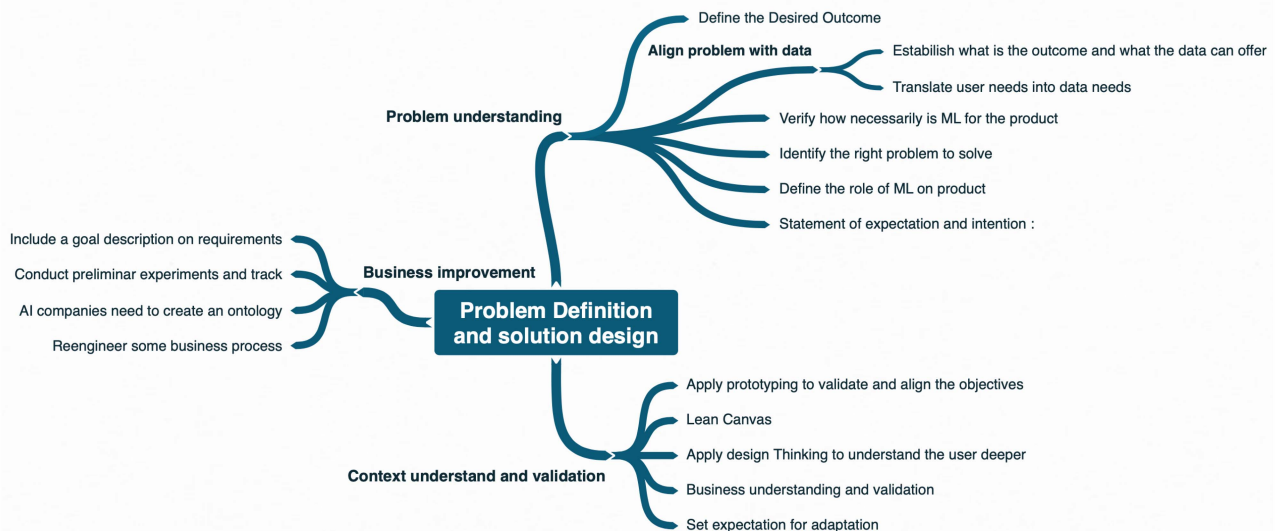 Define the Desired Outcome
Align problem with data
Estabilish what is the outcome and what the data can offer
Translate user needs into data needs
Problem understanding
Verify how necessarily is ML for the product
Identify the right problem to solve
Define the role of ML on product
Statement of expectation and intention :
Include a goal description on requirements
Conduct preliminar experiments and track
AI companies need to create an ontology
Reengineer some business process
Business improvement
Problem Definition
and solution design
Apply prototyping to validate and align the objectives
Lean Canvas
Apply design Thinking to understand the user deeper
Context understand and validation
Business understanding and validation
Set expectation for adaptation